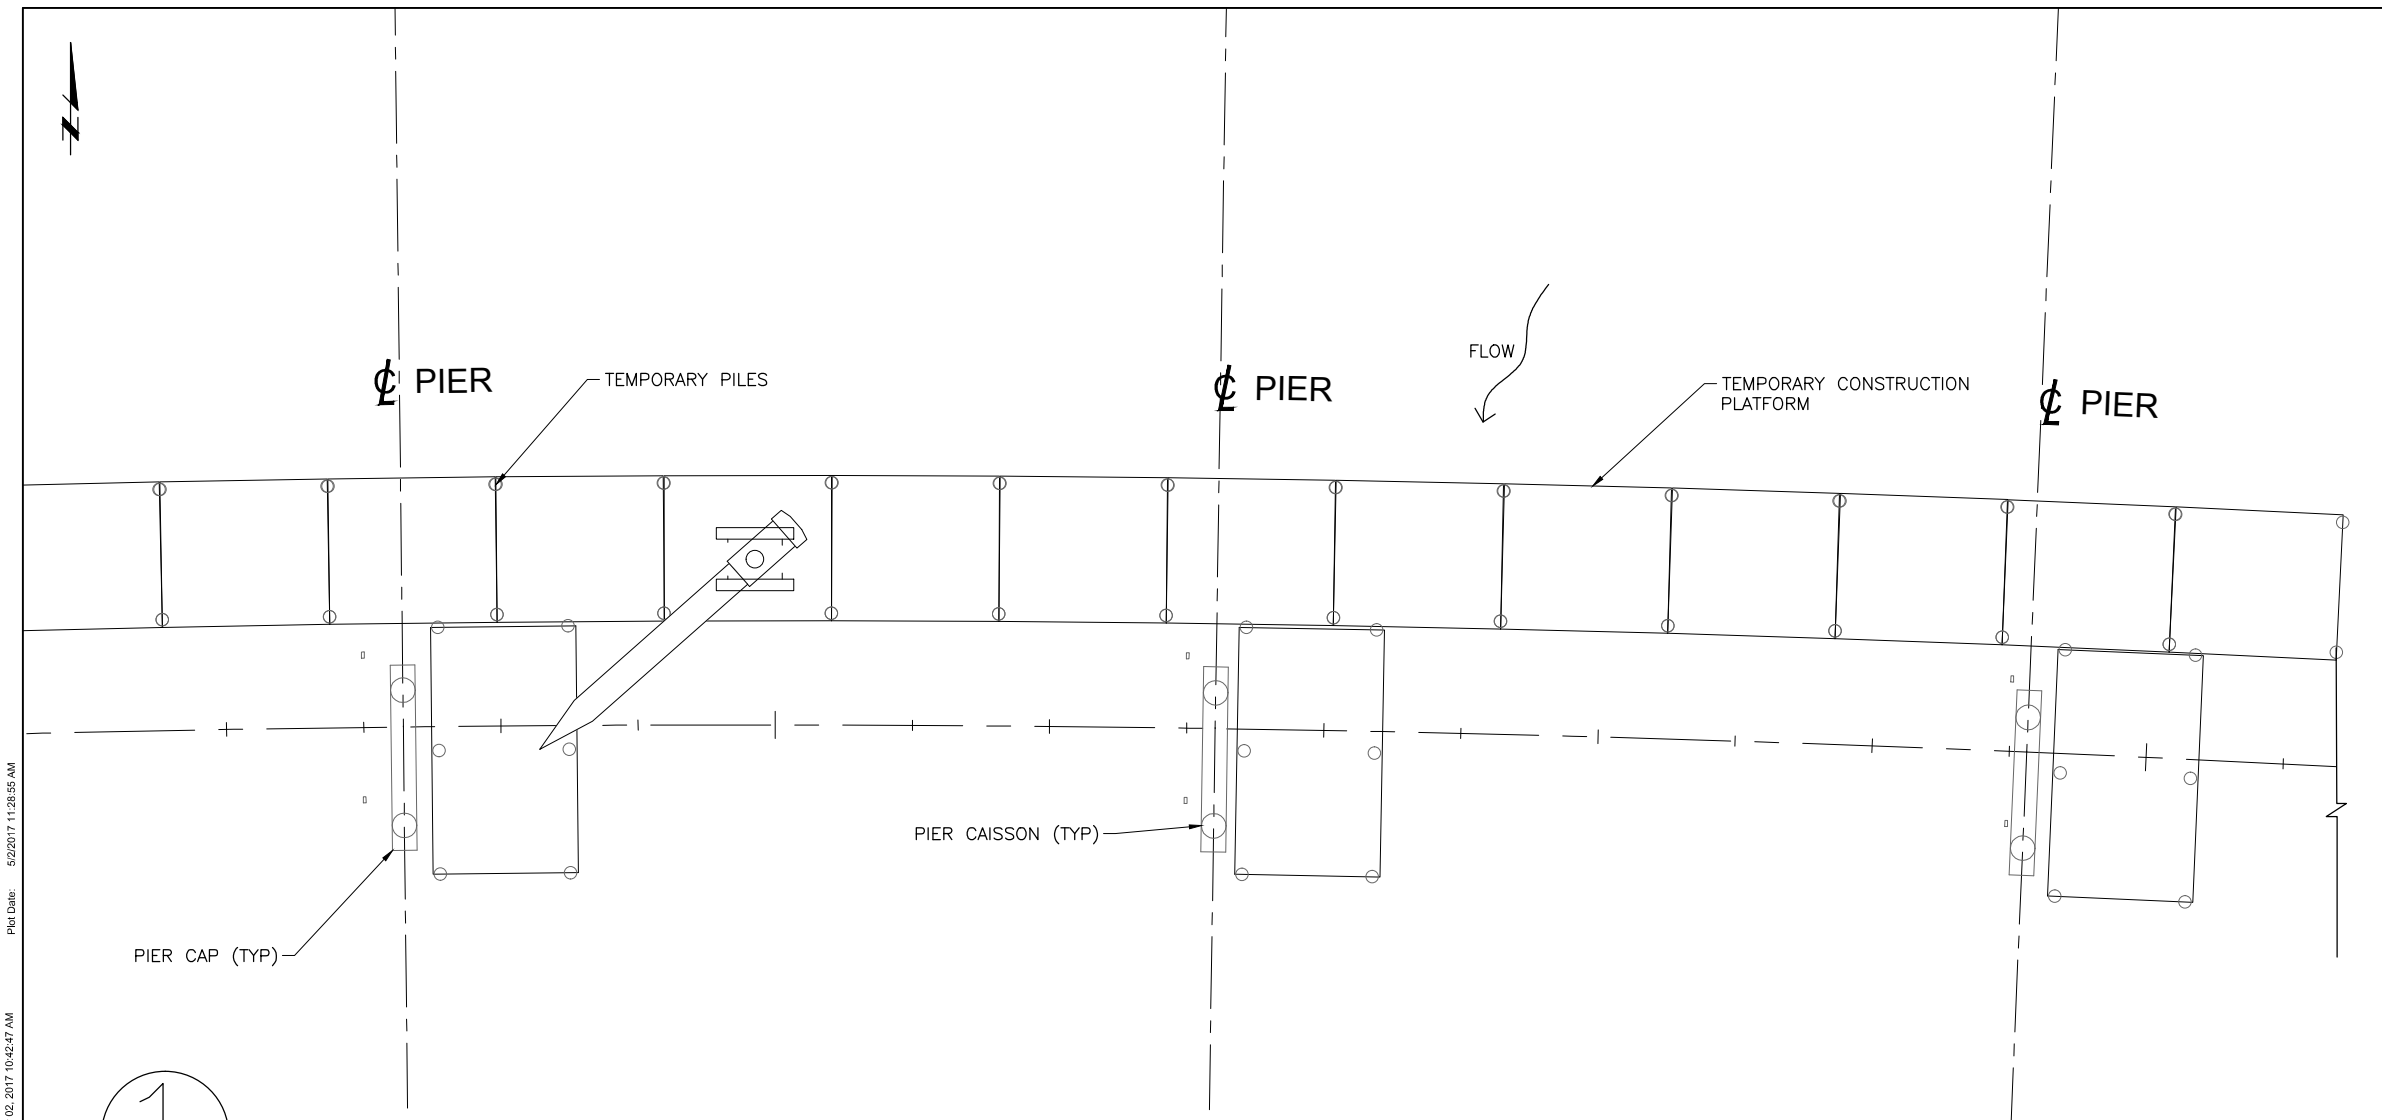 ℄ PIER
℄ PIER
℄ PIER
FLOW
TEMPORARY PILES
TEMPORARY CONSTRUCTION
PLATFORM
PIER CAISSON (TYP)
PIER CAP (TYP)
1
N
Plot Date: 5/2/2017 11:28:55 AM
02, 2017 10:42:47 AM